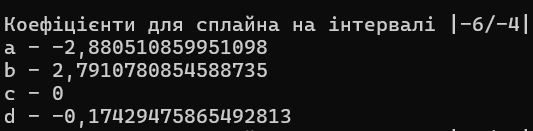 Коефіцієнти для сплайна на інтервалі |-6/-4|
a - -2,880510859951098
b - 2,7910780854588735
c - 0
d - -0,17429475865492813